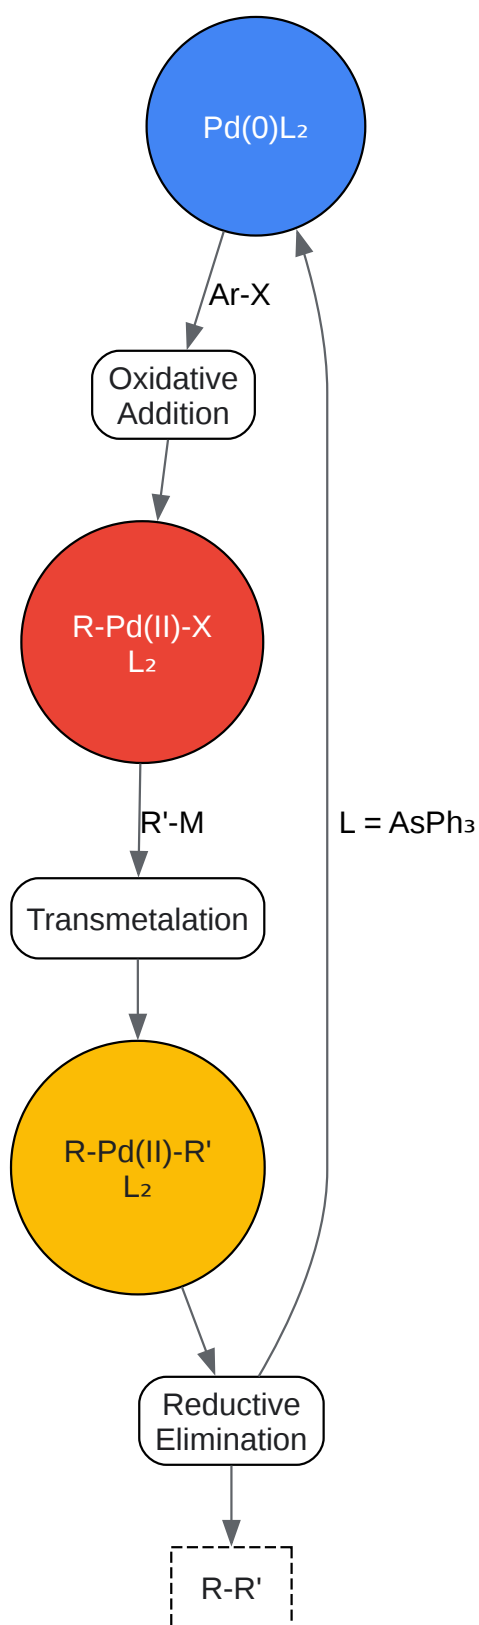 Pd(0)L₂
Ar-X
Oxidative
Addition
R-Pd(II)-X
L₂
R'-M
L = AsPh₃
Transmetalation
R-Pd(II)-R'
L₂
Reductive
Elimination
R-R'